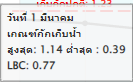 วันที่ 1 มีนาคม
เกณฑ์กักเก็บน้ำ
สูงสุด: 1.14 ต่ำสุด : 0.39
LBC: 0.77